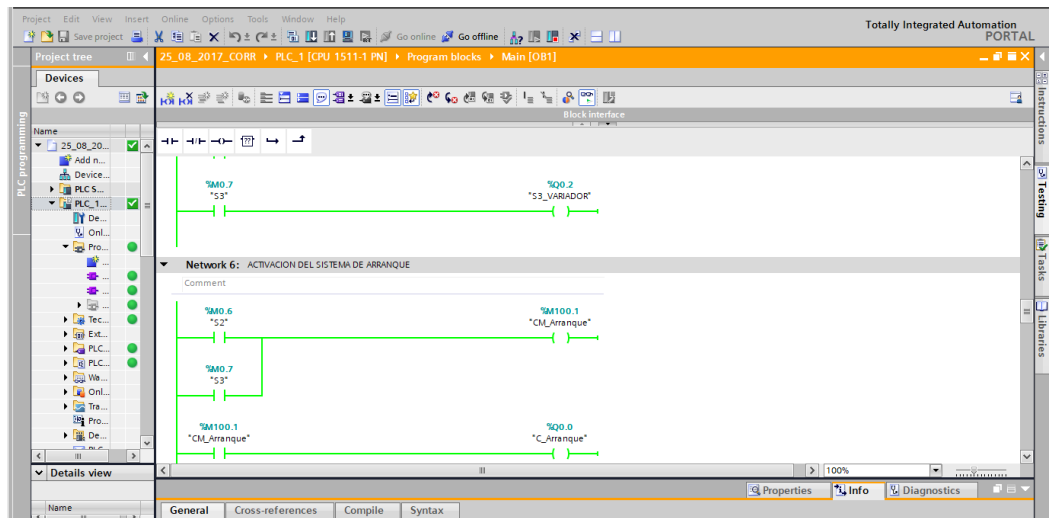 Project Edit View Insert Online Options Tools Window Help
Totally Integrated Automation
PORTAL
Save project
Go online
Go offline
Project tree
25_08_2017_CORR ▸ PLC_1 [CPU 1511-1 PN] ▸ Program blocks ▸ Main [OB1]
Devices
Block interface
PLC programming
Name
25_08_20...
Add n...
Device...
PLC S...
PLC_1...
De...
Onl...
Pro...
...
...
...
...
Tec...
Ext...
PLC...
PLC...
Wa...
Onl...
Tra...
Pro...
De...
Details view
Name
%M0.7
"S3"
%Q0.2
"S3_VARIADOR"
Network 6: ACTIVACION DEL SISTEMA DE ARRANQUE
Comment
%M0.6
"S2"
%M100.1
"CM_Arranque"
%M0.7
"S3"
%M100.1
"CM_Arranque"
%Q0.0
"C_Arranque"
100%
Properties
Info
Diagnostics
General
Cross-references
Compile
Syntax
Instructions
Testing
Tasks
Libraries